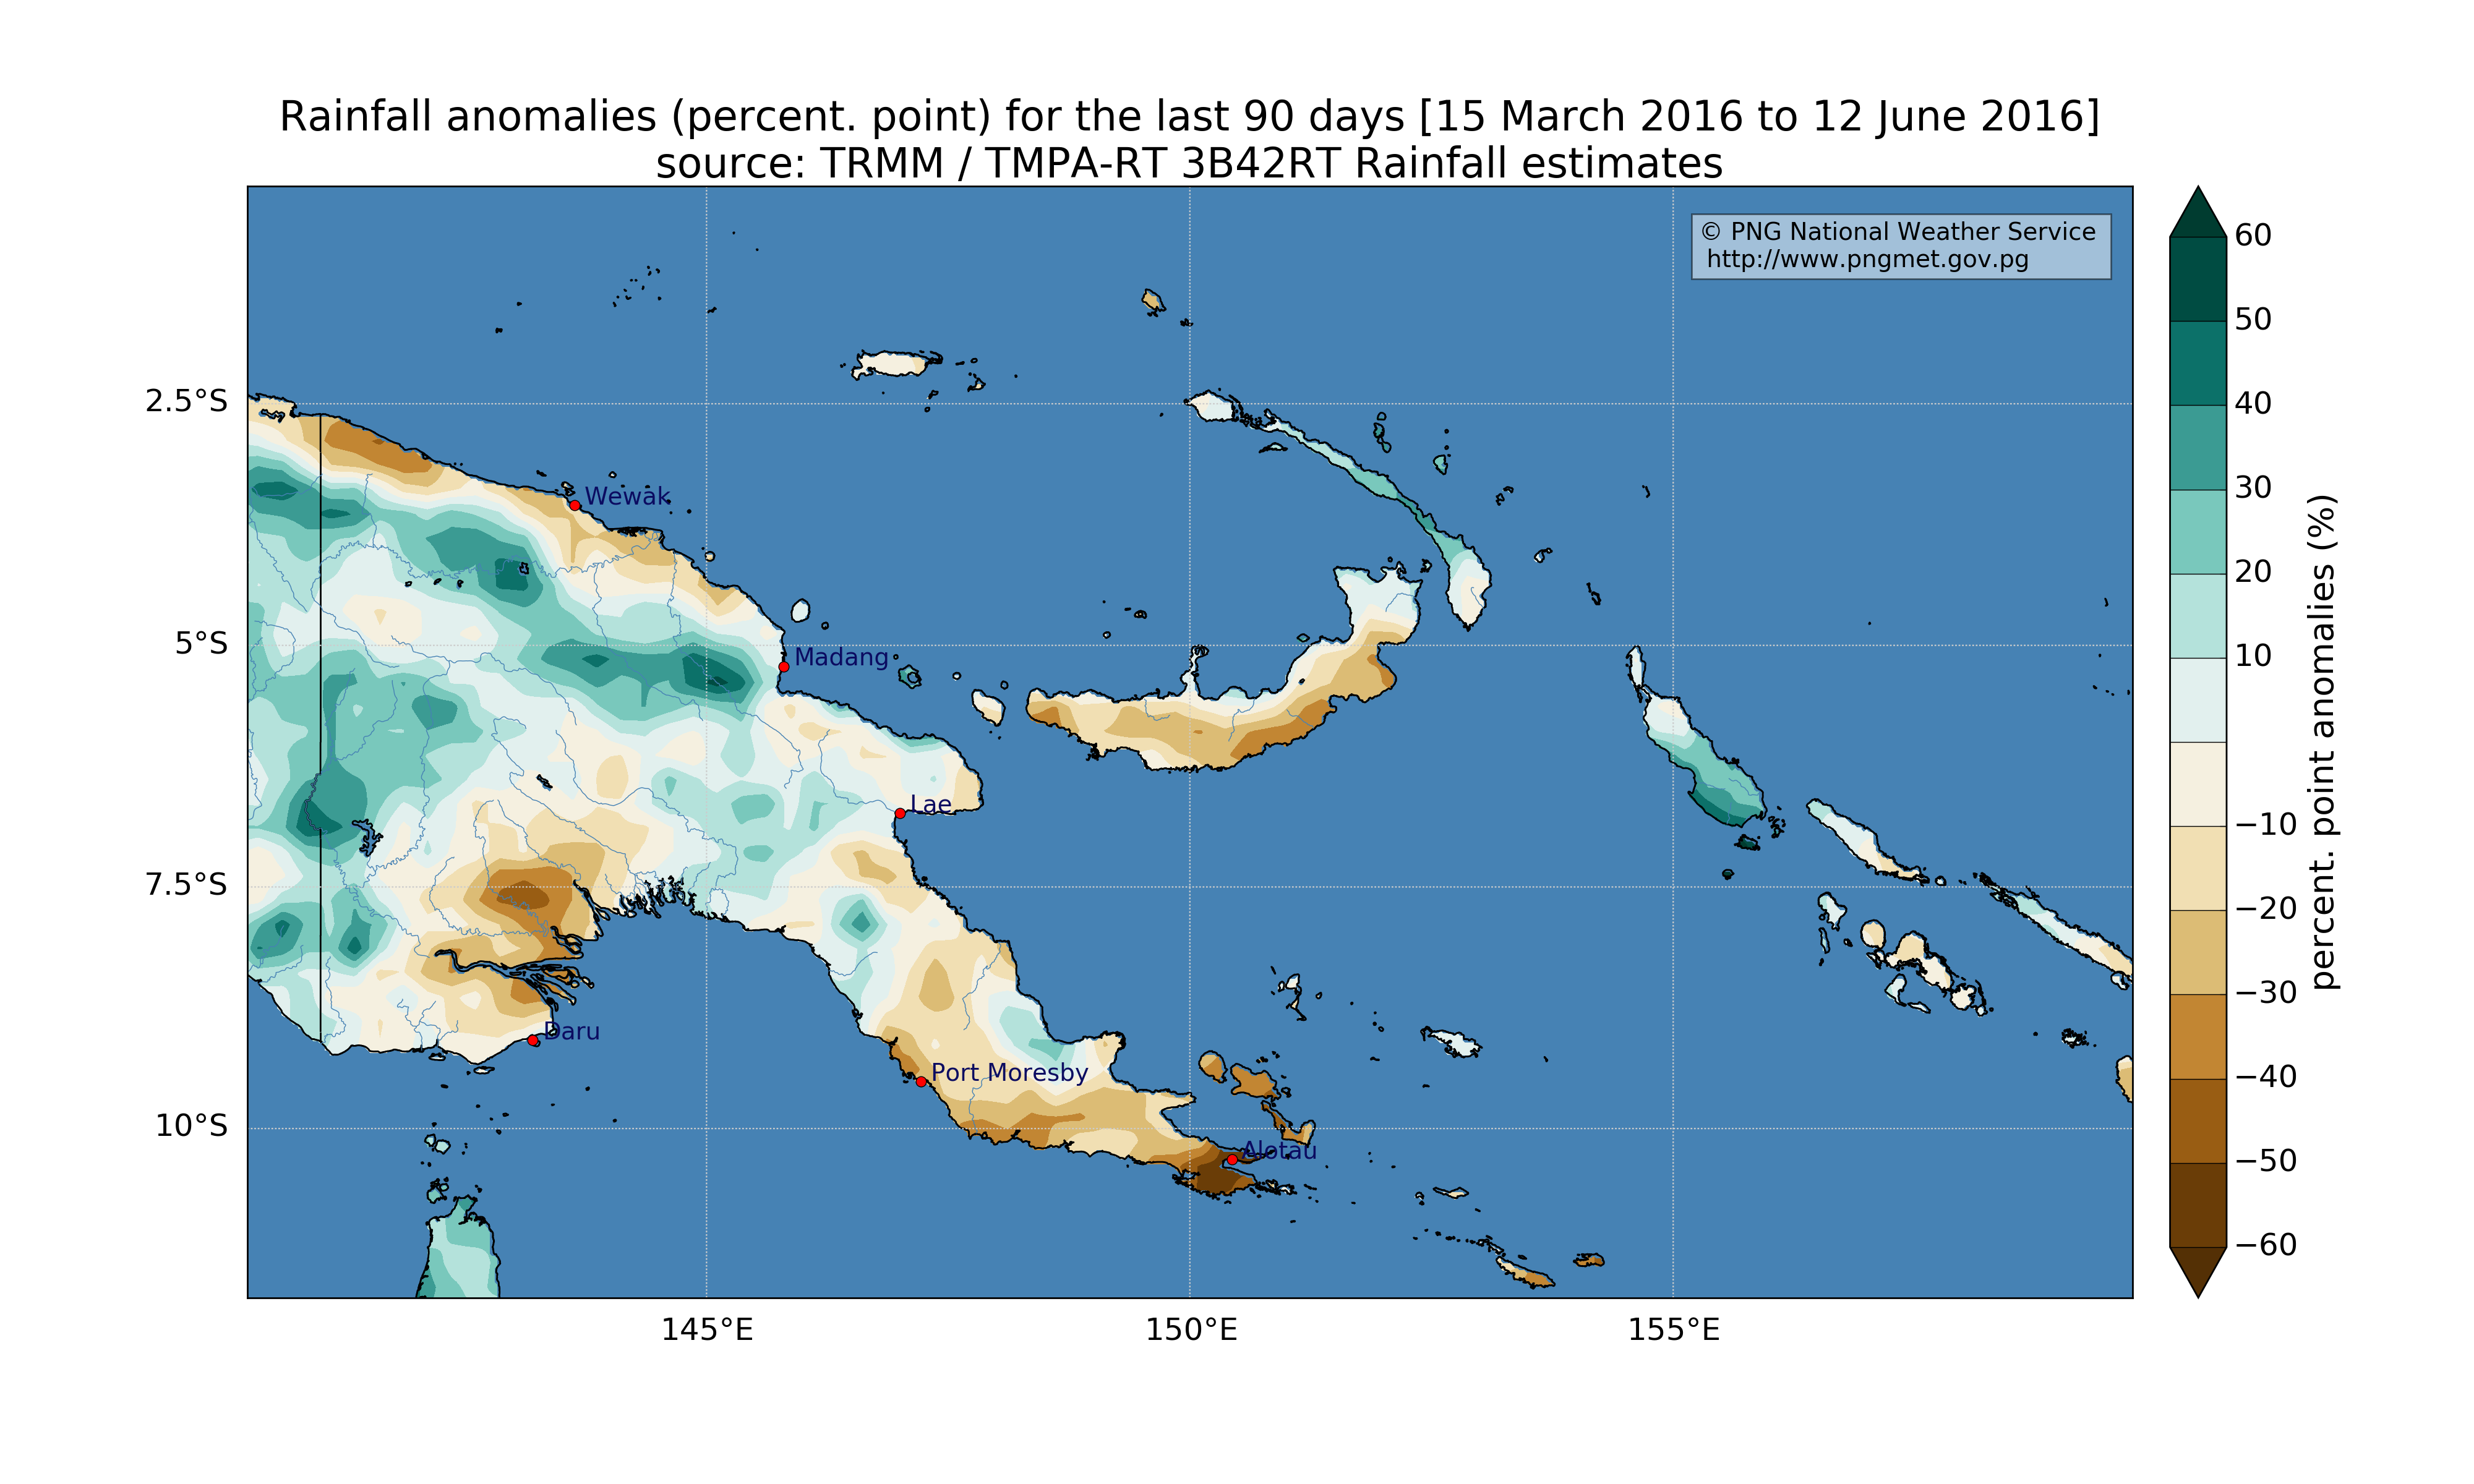 Rainfall anomalies (percent. point) for the last 90 days [15 March 2016 to 12 June 2016]
source: TRMM / TMPA-RT 3B42RT Rainfall estimates
© PNG National Weather Service
http://www.pngmet.gov.pg
2.5°S
5°S
7.5°S
10°S
Wewak
Madang
Lae
Daru
Port Moresby
Alotau
145°E
150°E
155°E
60
50
40
30
20
10
−10
−20
−30
−40
−50
−60
percent. point anomalies (%)